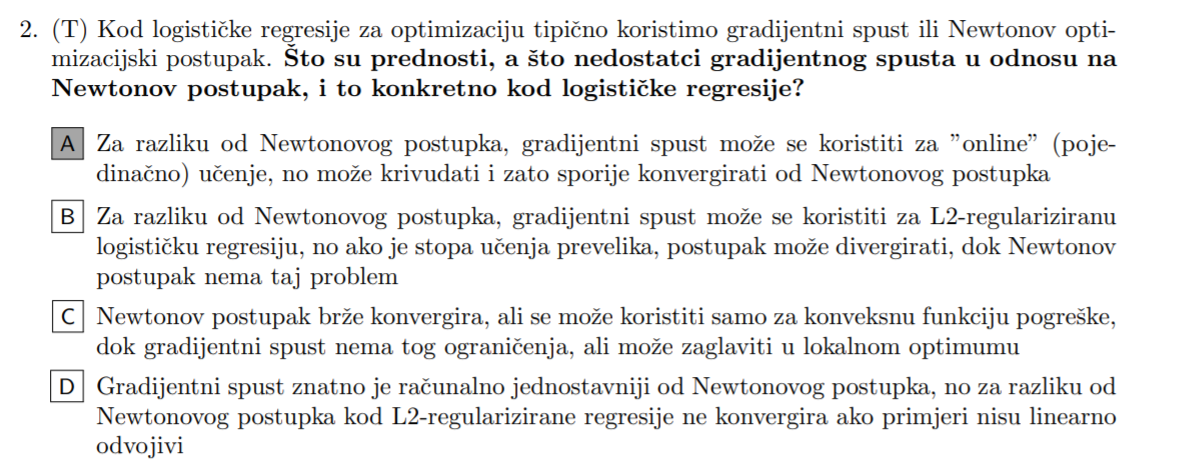 2. (T) Kod logističke regresije za optimizaciju tipično koristimo gradijentni spust ili Newtonov opti-
mizacijski postupak. Što su prednosti, a što nedostatci gradijentnog spusta u odnosu na
Newtonov postupak, i to konkretno kod logističke regresije?
A Za razliku od Newtonovog postupka, gradijentni spust može se koristiti za ”online” (poje-
dinačno) učenje, no može krivudati i zato sporije konvergirati od Newtonovog postupka
B Za razliku od Newtonovog postupka, gradijentni spust može se koristiti za L2-regulariziranu
logističku regresiju, no ako je stopa učenja prevelika, postupak može divergirati, dok Newtonov
postupak nema taj problem
C Newtonov postupak brže konvergira, ali se može koristiti samo za konveksnu funkciju pogreške,
dok gradijentni spust nema tog ograničenja, ali može zaglaviti u lokalnom optimumu
D Gradijentni spust znatno je računalno jednostavniji od Newtonovog postupka, no za razliku od
Newtonovog postupka kod L2-regularizirane regresije ne konvergira ako primjeri nisu linearno
odvojivi